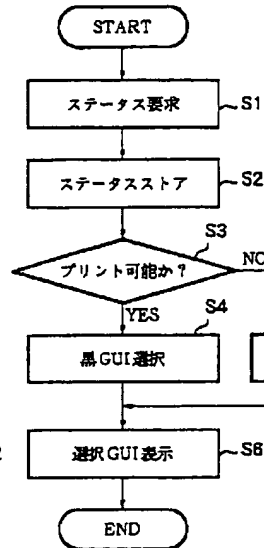 START
ステータス要求
S1
ステータスストア
S2
S3
プリント可能か?
NO
YES
S4
黒GUI選択
選択GUI表示
S6
END